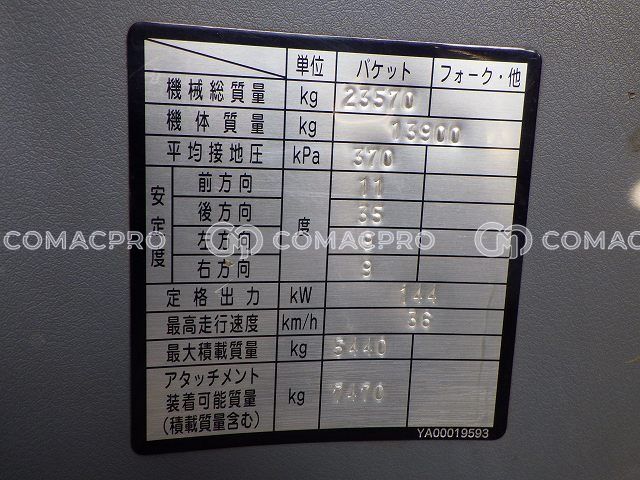 単位 バケット フォーク・他
機械総質量 kg 23570
機体質量 kg 13900
平均接地圧 kPa 370
安定度 前方向 度 11
後方向 35
左方向 9
右方向 9
定格出力 kW 144
最高走行速度 km/h 36
最大積載質量 kg 5440
アタッチメント
装着可能質量 kg 7470
(積載質量含む)
YA00019593
COMACPRO COMACPRO COMACPRO